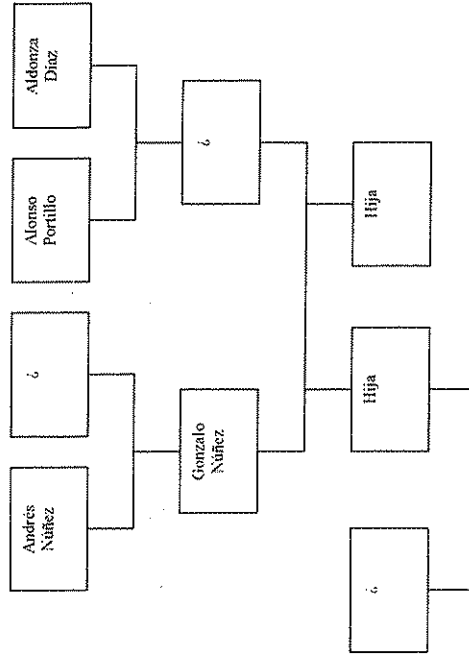 Andrés
Núñez
?
Alonso
Portillo
Aldonza
Díaz
Gonzalo
Núñez
?
?
Hija
Hija